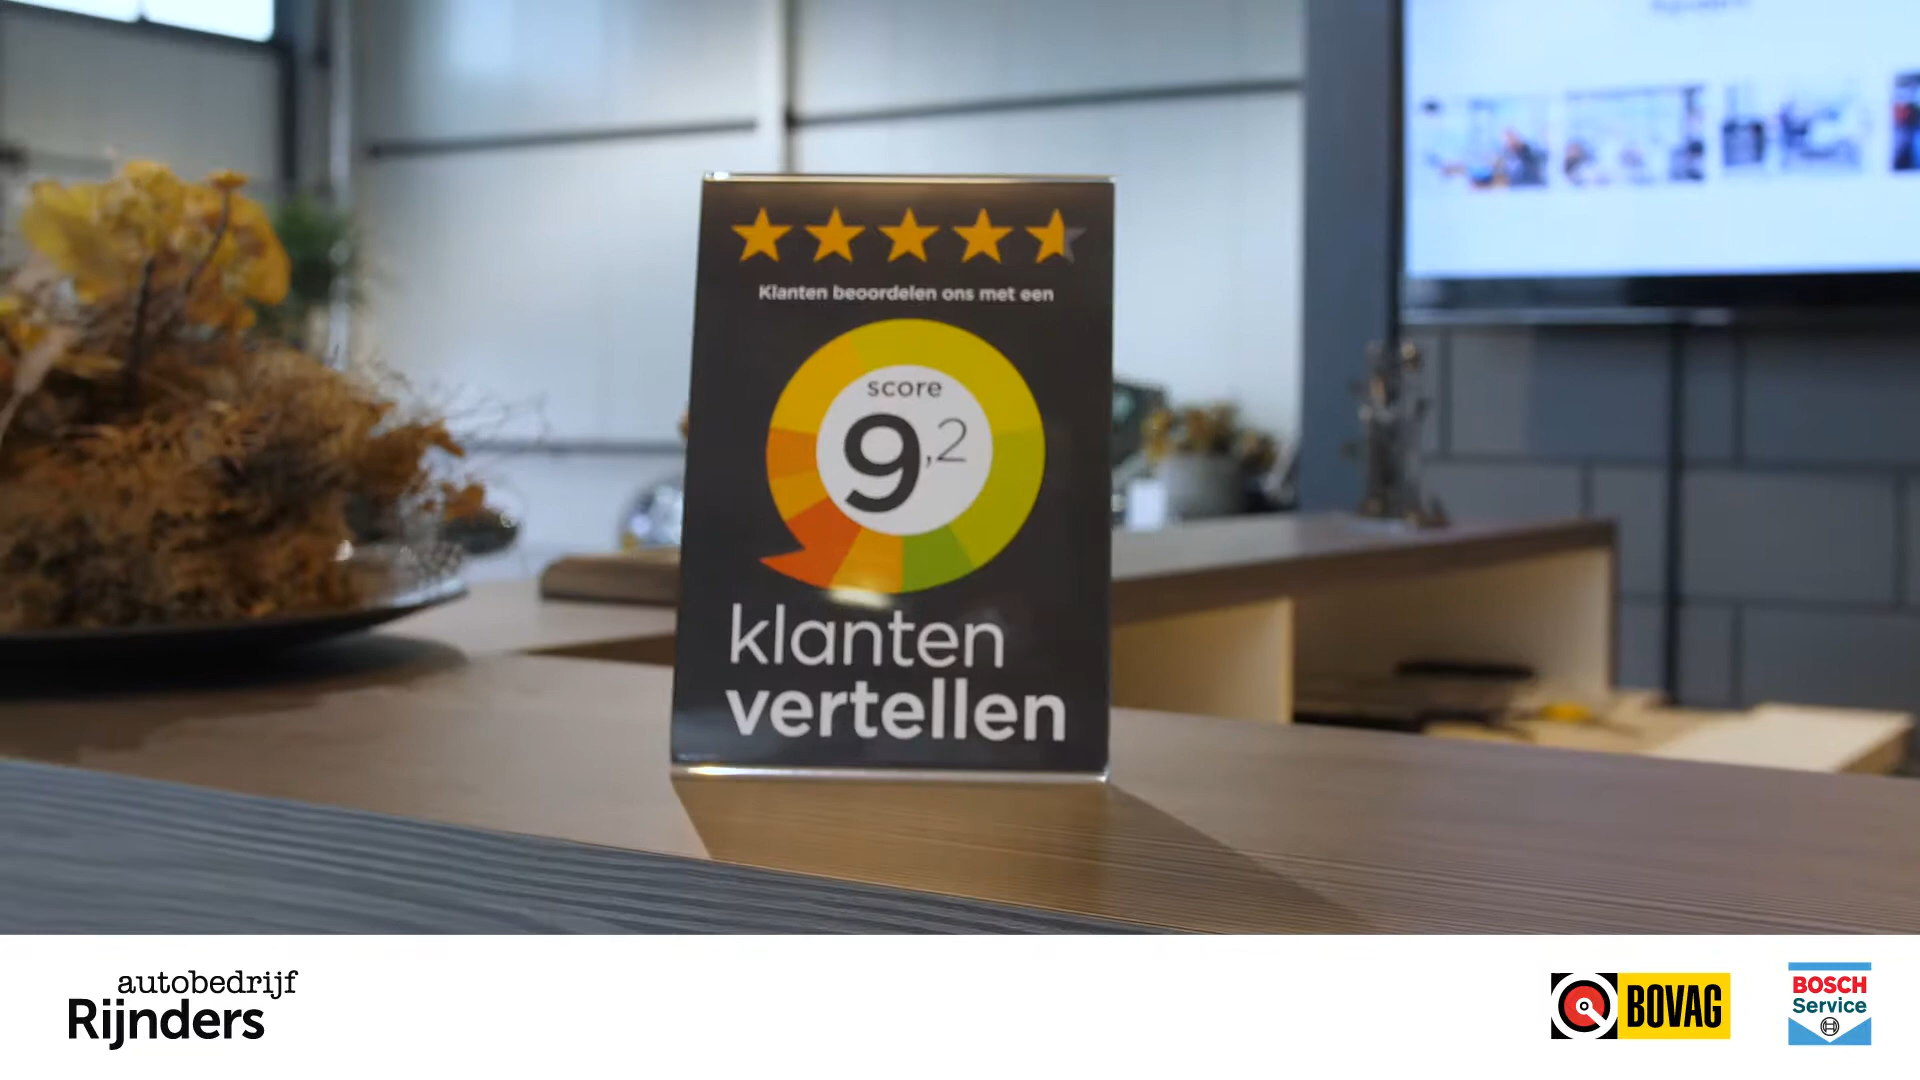 Klanten beoordelen ons met een
score
9,2
klanten
vertellen
autobedrijf
Rijnders
BOVAG
BOSCH
Service